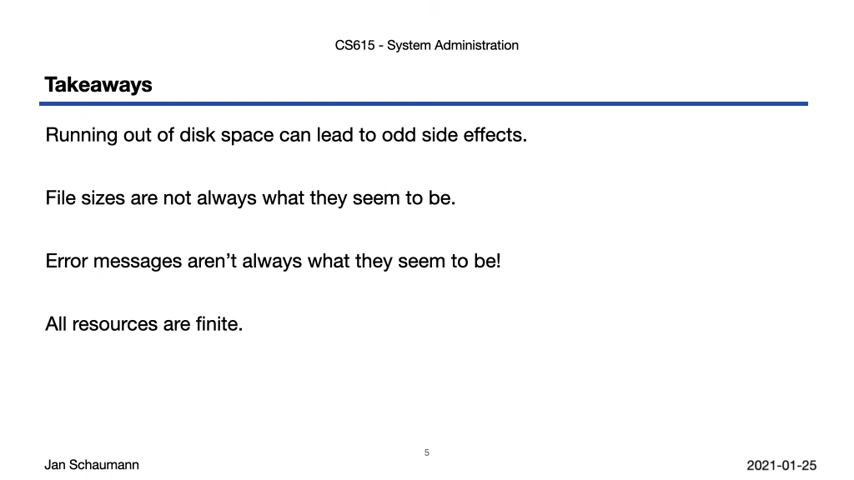 CS615 - System Administration
Takeaways
Running out of disk space can lead to odd side effects.
File sizes are not always what they seem to be.
Error messages aren’t always what they seem to be!
All resources are finite.
5
Jan Schaumann
2021-01-25